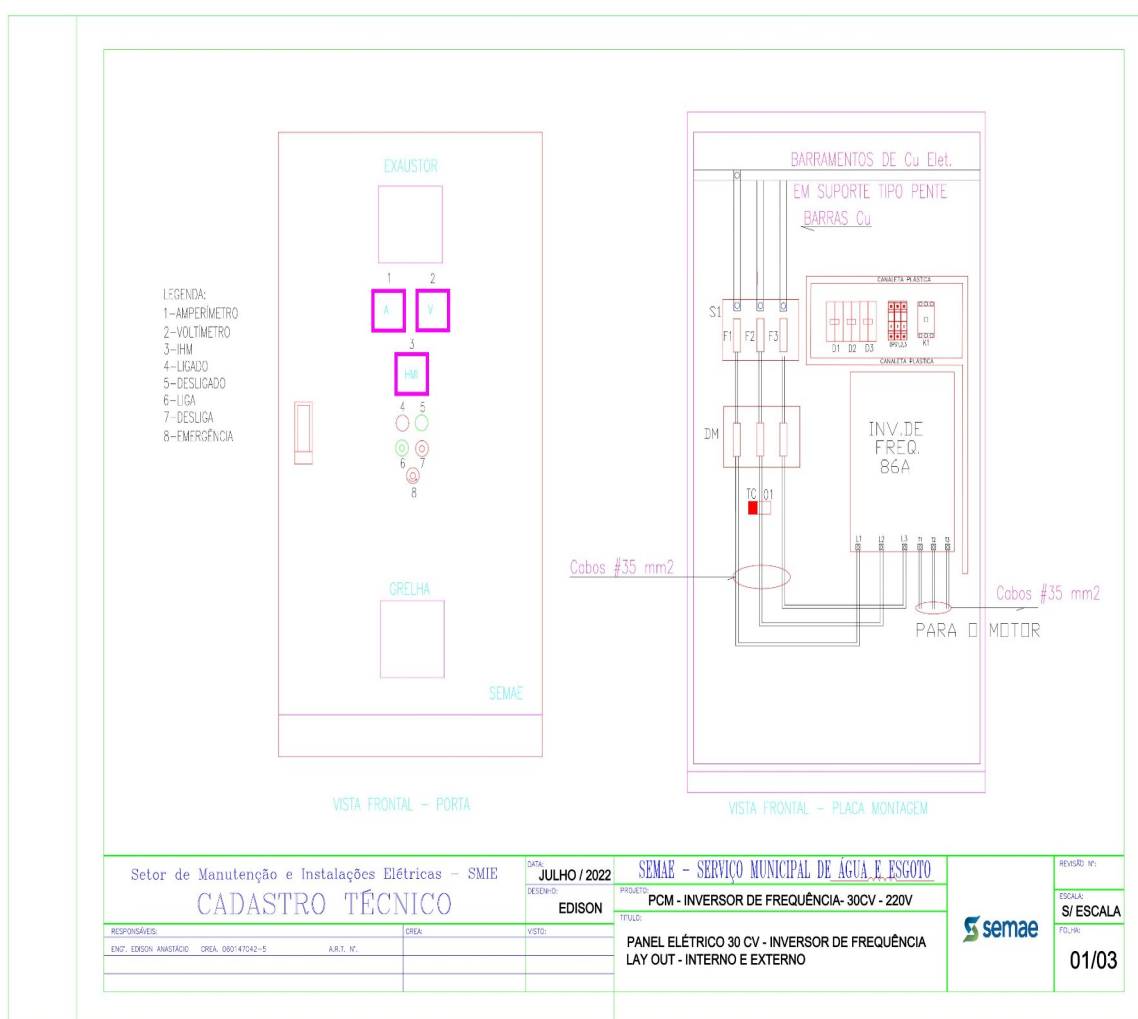 EXAUSTOR
1 2
A V
3
HMI
4 5
6 7
8
LEGENDA:
1-AMPERÍMETRO
2-VOLTÍMETRO
3-IHM
4-LIGADO
5-DESLIGADO
6-LIGA
7-DESLIGA
8-EMERGÊNCIA
GRELHA
SEMAE
VISTA FRONTAL - PORTA
BARRAMENTOS DE Cu Elet.
EM SUPORTE TIPO PENTE
BARRAS Cu
CANALETA PLÁSTICA
S1
F1 F2 F3
D1 D2 D3 K1
CANALETA PLÁSTICA
DM
INV.DE
FREQ.
86A
TC 01
L1 L2 L3 t1 t2 t3
Cabos #35 mm2
Cabos #35 mm2
PARA O MOTOR
VISTA FRONTAL - PLACA MONTAGEM
Setor de Manutenção e Instalações Elétricas - SMIE
CADASTRO TÉCNICO
RESPONSÁVEIS:
CREA:
ENGº. EDISON ANASTÁCIO CREA. 060147042-5 A.R.T. Nº.
DATA:
JULHO / 2022
DESENHO:
EDISON
VISTO:
SEMAE - SERVIÇO MUNICIPAL DE ÁGUA E ESGOTO
PROJETO:
PCM - INVERSOR DE FREQUÊNCIA- 30CV - 220V
TITULO:
PANEL ELÉTRICO 30 CV - INVERSOR DE FREQUÊNCIA
LAY OUT - INTERNO E EXTERNO
semae
REVISÃO Nº:
ESCALA:
S/ ESCALA
FOLHA:
01/03